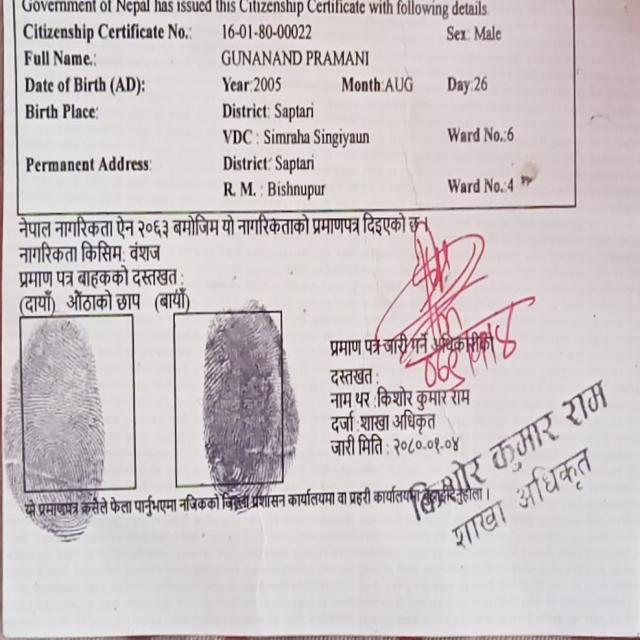 Government of Nepal has issued this Citizenship Certificate with following details.
Citizenship Certificate No.: 16-01-80-00022 Sex: Male
Full Name.: GUNANAND PRAMANI
Date of Birth (AD): Year:2005 Month:AUG Day:26
Birth Place: District: Saptari
VDC : Simraha Singiyaun Ward No.:6
Permanent Address: District: Saptari
R. M. : Bishnupur Ward No.:4
नेपाल नागरिकता ऐन २०६३ बमोजिम यो नागरिकताको प्रमाणपत्र दिइएको छ।
नागरिकता किसिम: वंशज
प्रमाण पत्र बाहकको दस्तखत :
(दायाँ) औंठाको छाप (बायाँ)
प्रमाण पत्र जारी गर्ने अधिकारीको
दस्तखत :
नाम थर :किशोर कुमार राम
दर्जा : शाखा अधिकृत
जारी मिति : २०८०.०१.०४
यो प्रमाणपत्र कसैले फेला पार्नुभएमा नजिकको जिल्ला प्रशासन कार्यालयमा वा प्रहरी कार्यालयमा
किशोर कुमार राम
शाखा अधिकृत